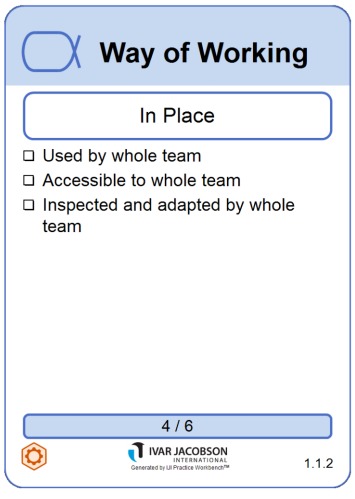 Way of Working
In Place
❑ Used by whole team
❑ Accessible to whole team
❑ Inspected and adapted by whole
team
4 / 6
IVAR JACOBSON
INTERNATIONAL
Generated by IJI Practice Workbench™
1.1.2